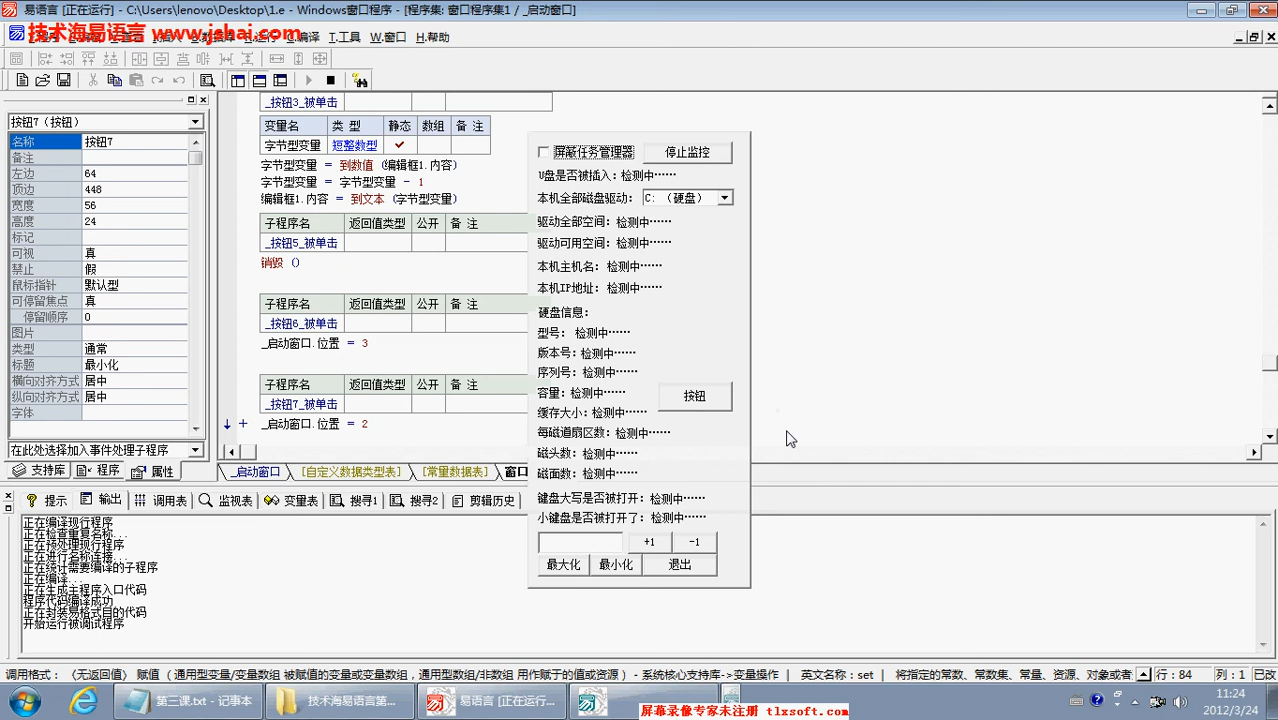 易语言 [正在运行] - C:\Users\lenovo\Desktop\1.e - Windows窗口程序 - [程序集: 窗口程序集1 / _启动窗口]
技术海易语言 www.jshai.com
C.编译 T.工具 W.窗口 H.帮助
按钮7（按钮）
名称 按钮7
备注
左边 64
顶边 448
宽度 56
高度 24
标记
可视 真
禁止 假
鼠标指针 默认型
可停留焦点 真
停留顺序 0
图片
类型 通常
标题 最小化
横向对齐方式 居中
纵向对齐方式 居中
字体
在此处选择加入事件处理子程序
支持库 程序 属性
_按钮3_被单击
变量名 类 型 静态 数组 备 注
字节型变量 短整数型 ✓
字节型变量 = 到数值 (编辑框1.内容)
字节型变量 = 字节型变量 - 1
编辑框1.内容 = 到文本 (字节型变量)
子程序名 返回值类型 公开 备 注
_按钮5_被单击
销毁 ()
子程序名 返回值类型 公开 备 注
_按钮6_被单击
_启动窗口.位置 = 3
子程序名 返回值类型 公开 备 注
_按钮7_被单击
_启动窗口.位置 = 2
屏蔽任务管理器 停止监控
U盘是否被插入: 检测中······
本机全部磁盘驱动: C: （硬盘）
驱动全部空间: 检测中······
驱动可用空间: 检测中······
本机主机名: 检测中······
本机IP地址: 检测中······
硬盘信息:
型号: 检测中······
版本号: 检测中······
序列号: 检测中······
容量: 检测中······
按钮
缓存大小: 检测中······
每磁道扇区数: 检测中······
磁头数: 检测中······
磁面数: 检测中······
键盘大写是否被打开: 检测中······
小键盘是否被打开了: 检测中······
+1 -1
最大化 最小化 退出
_启动窗口 [自定义数据类型表] [常量数据表] 窗口
提示 输出 调用表 监视表 变量表 搜寻1 搜寻2 剪辑历史
正在编译现行程序
正在检查重复名称...
正在预处理现行程序
正在进行名称连接...
正在统计需要编译的子程序
正在编译...
正在生成主程序入口代码
程序代码编译成功
正在封装易格式目的代码
开始运行被调试程序
调用格式: 〈无返回值〉 赋值 （通用型变量/变量数组 被赋值的变量或变量数组，通用型数组/非数组 用作赋于的值或资源） - 系统核心支持库->变量操作 | 英文名称：set | 将指定的常数、常数集、常量、资源、对象或者
行：84 列：1 已改
第三课.txt - 记事本 技术海易语言第... 易语言 [正在运行...
屏幕录像专家未注册 tlxsoft.com
11:24
2012/3/24